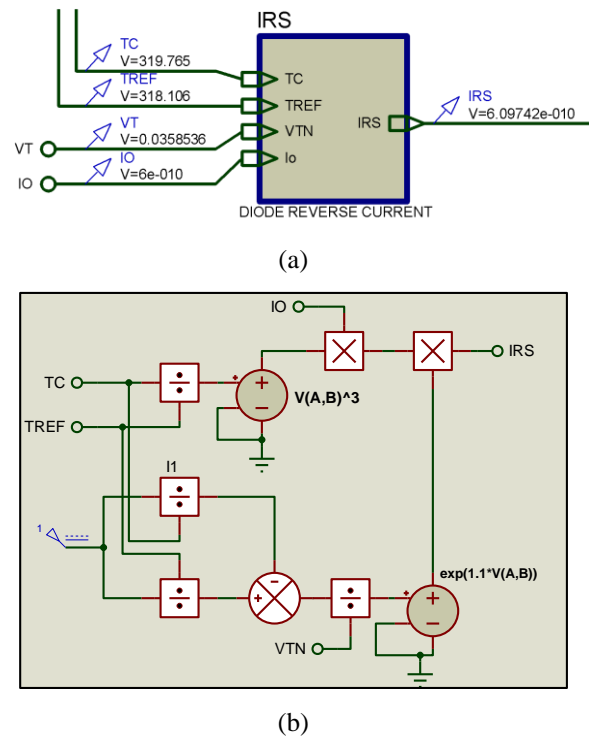 IRS
TC
V=319.765
TREF
V=318.106
VT
V=0.0358536
IO
V=6e-010
VT
IO
TC
TREF
VTN
Io
IRS
IRS
V=6.09742e-010
DIODE REVERSE CURRENT
(a)
IO
IRS
TC
TREF
V(A,B)^3
I1
1
exp(1.1*V(A,B))
VTN
(b)